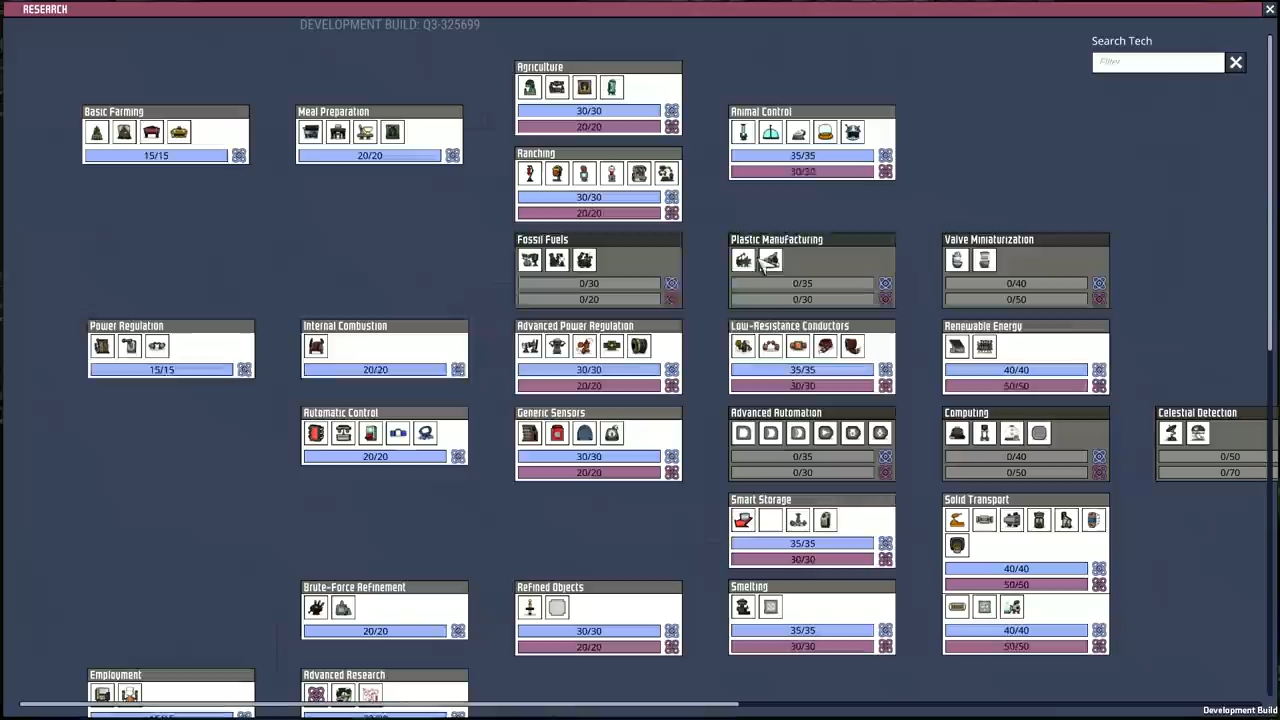 RESEARCH
DEVELOPMENT BUILD: Q3-325699
Search Tech
Filter
Agriculture
30/30
20/20
Basic Farming
15/15
Meal Preparation
20/20
Animal Control
35/35
30/30
Ranching
30/30
20/20
Fossil Fuels
0/30
0/20
Plastic Manufacturing
0/35
0/30
Valve Miniaturization
0/40
0/50
Power Regulation
15/15
Internal Combustion
20/20
Advanced Power Regulation
30/30
20/20
Low-Resistance Conductors
35/35
30/30
Renewable Energy
40/40
50/50
Automatic Control
20/20
Generic Sensors
30/30
20/20
Advanced Automation
0/35
0/30
Computing
0/40
0/50
Celestial Detection
0/50
0/70
Smart Storage
35/35
30/30
Solid Transport
40/40
50/50
Brute-Force Refinement
20/20
Refined Objects
30/30
20/20
Smelting
35/35
30/30
40/40
50/50
Employment
Advanced Research
Development Build